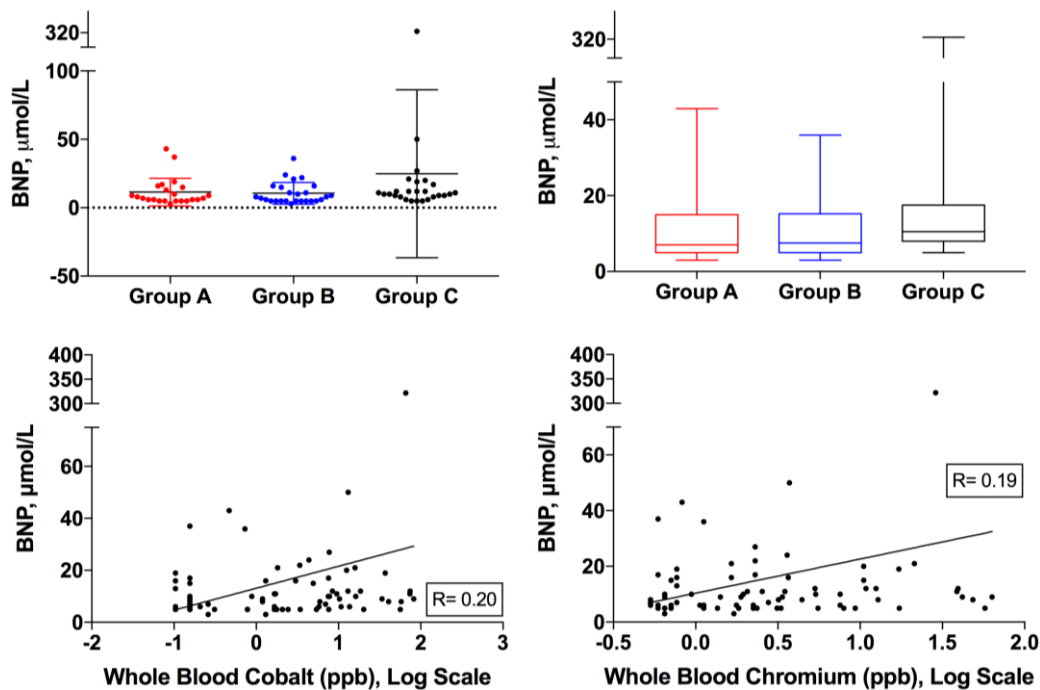 BNP, μmol/L
320
100
50
0
-50
Group A Group B Group C
BNP, μmol/L
320
40
20
0
Group A Group B Group C
BNP, μmol/L
400
350
300
60
40
20
0
R= 0.20
-2 -1 0 1 2 3
Whole Blood Cobalt (ppb), Log Scale
BNP, μmol/L
400
350
300
60
40
20
0
R= 0.19
-0.5 0.0 0.5 1.0 1.5 2.0
Whole Blood Chromium (ppb), Log Scale